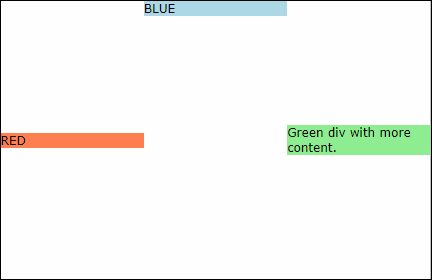 BLUE
RED
Green div with more
content.